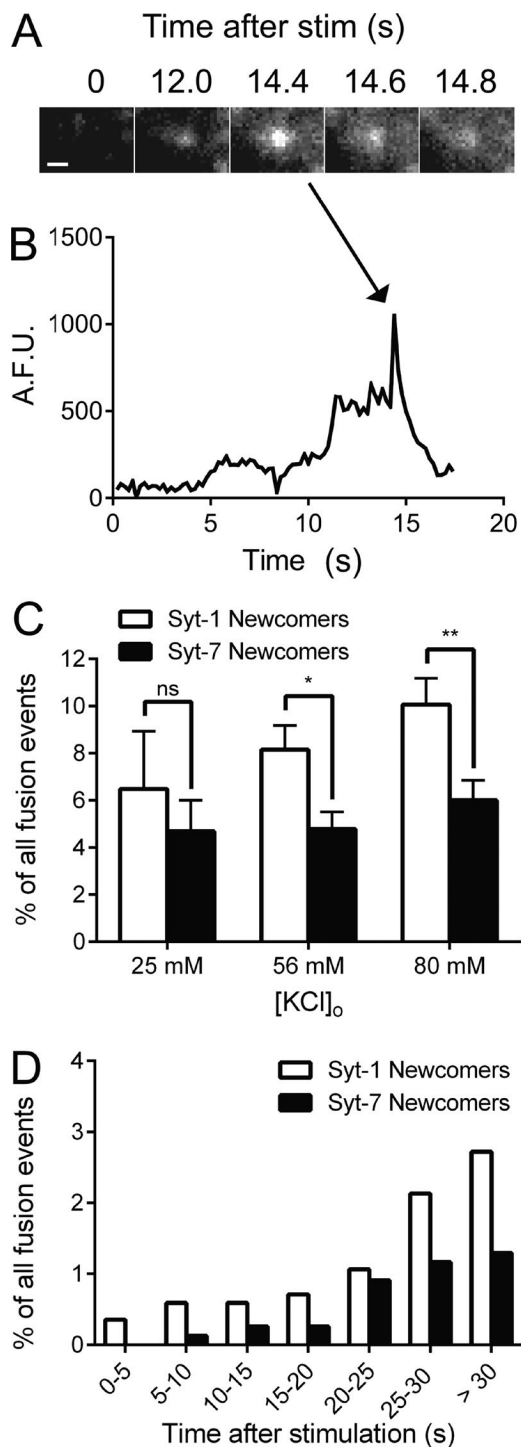 A Time after stim (s)
0 12.0 14.4 14.6 14.8
B
1500
1000
500
0
A.F.U.
0 5 10 15 20
Time (s)
C
Syt-1 Newcomers
Syt-7 Newcomers
12
10
8
6
4
2
0
% of all fusion events
ns * **
25 mM 56 mM 80 mM
[KCl]o
D
Syt-1 Newcomers
Syt-7 Newcomers
4
3
2
1
0
% of all fusion events
0-5 5-10 10-15 15-20 20-25 25-30 > 30
Time after stimulation (s)